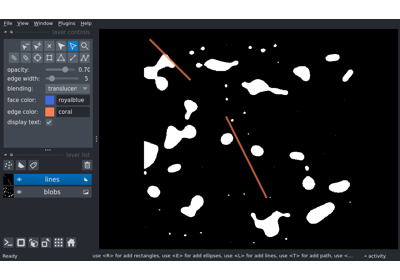 File View Window Plugins Help
layer controls
opacity: 0.70
edge width: 5
blending: translucen
face color: royalblue
edge color: coral
display text:
layer list
lines
blobs
Ready use <R> for add rectangles, use <E> for add ellipses, use <L> for add lines, use <T> for add path, use <... activity